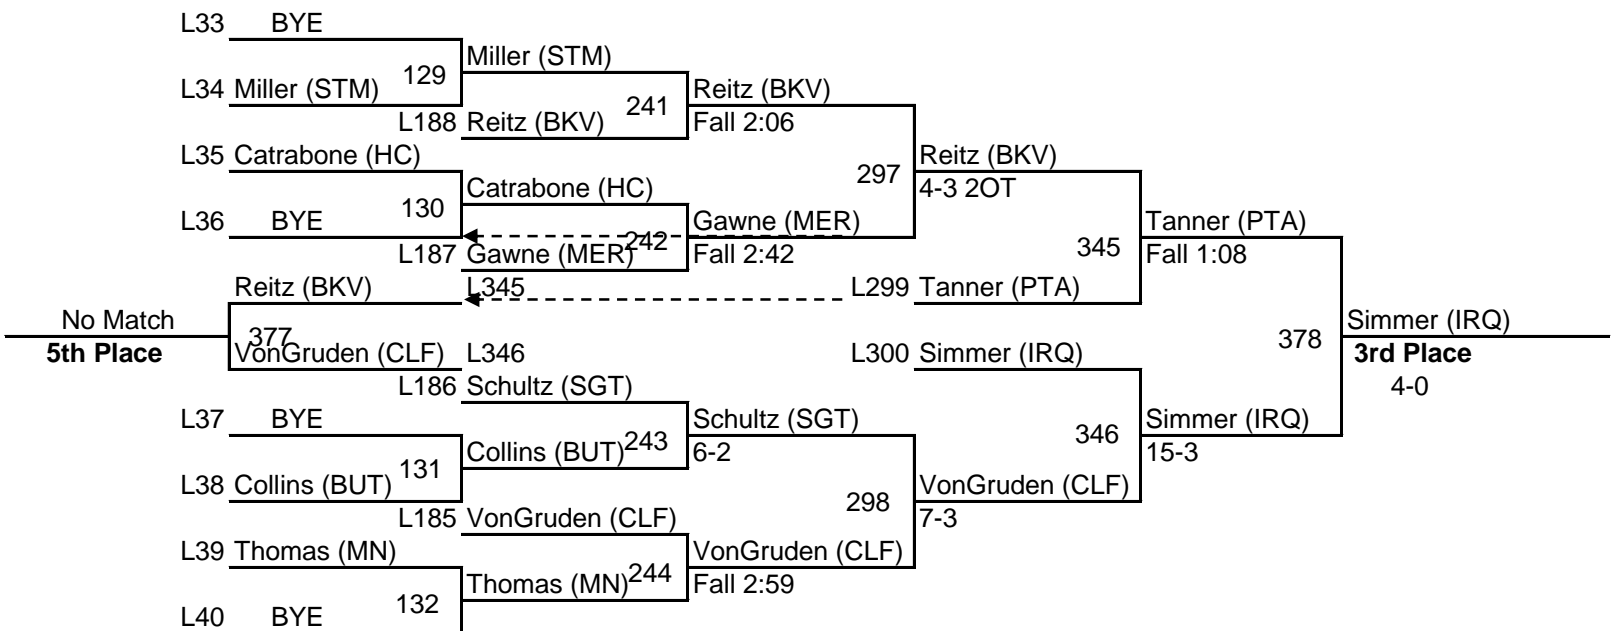 L33 BYE
Miller (STM)
129
L34 Miller (STM)
241
Reitz (BKV)
L188 Reitz (BKV)
Fall 2:06
L35 Catrabone (HC)
297
Reitz (BKV)
4-3 2OT
Catrabone (HC)
130
L36 BYE
242
Gawne (MER)
Tanner (PTA)
L187 Gawne (MER)
Fall 2:42
345
Fall 1:08
Reitz (BKV)
L345
L299 Tanner (PTA)
No Match
377
378
Simmer (IRQ)
5th Place
VonGruden (CLF)
L346
L300 Simmer (IRQ)
3rd Place
L186 Schultz (SGT)
4-0
L37 BYE
Schultz (SGT)
346
Simmer (IRQ)
Collins (BUT)
243
6-2
15-3
131
L38 Collins (BUT)
298
VonGruden (CLF)
L185 VonGruden (CLF)
7-3
L39 Thomas (MN)
VonGruden (CLF)
Thomas (MN)
244
Fall 2:59
132
L40 BYE